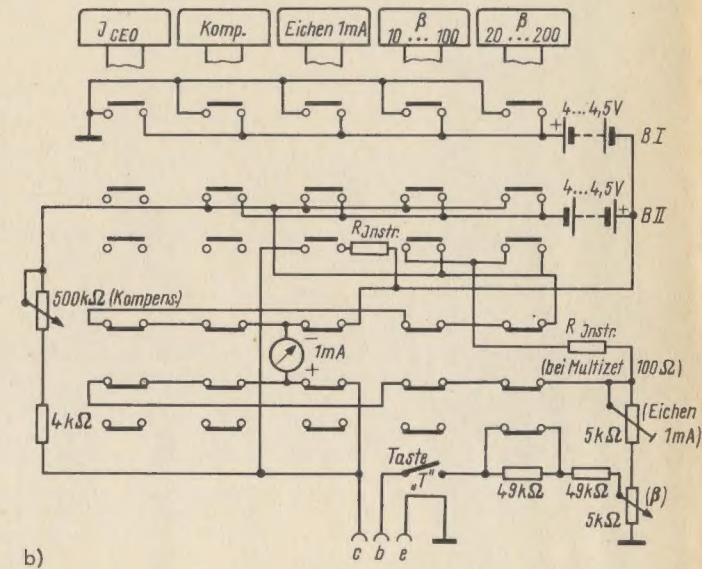 J CEO
Komp.
Eichen 1mA
β
10 ... 100
β
20 ... 200
4...4,5V
+
B I
4...4,5V
+
B II
R Jnstr.
500kΩ (Kompens.)
−
1mA
+
R Jnstr.
(bei Multizet 100Ω)
4kΩ
(Eichen
1mA)
5kΩ
Taste
„T"
49kΩ
49kΩ
(β)
5kΩ
c
b
e
b)